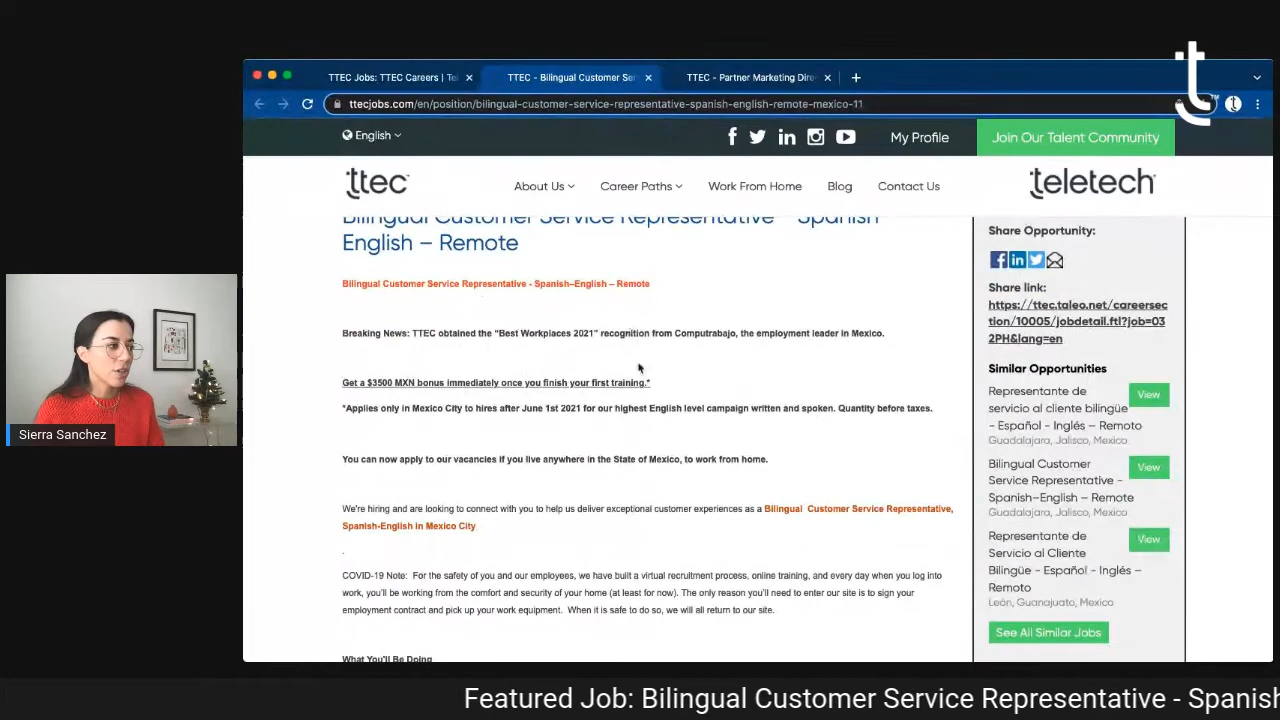 TTEC Jobs: TTEC Careers | Te
TTEC - Bilingual Customer Se
TTEC - Partner Marketing Dire
ttecjobs.com/en/position/bilingual-customer-service-representative-spanish-english-remote-mexico-11
English
My Profile
Join Our Talent Community
ttec
About Us
Career Paths
Work From Home
Blog
Contact Us
teletech
Bilingual Customer Service Representative - Spanish
English – Remote
Bilingual Customer Service Representative - Spanish–English – Remote
Breaking News: TTEC obtained the "Best Workplaces 2021" recognition from Computrabajo, the employment leader in Mexico.
Get a $3500 MXN bonus immediately once you finish your first training.*
*Applies only in Mexico City to hires after June 1st 2021 for our highest English level campaign written and spoken. Quantity before taxes.
You can now apply to our vacancies if you live anywhere in the State of Mexico, to work from home.
We're hiring and are looking to connect with you to help us deliver exceptional customer experiences as a Bilingual Customer Service Representative,
Spanish-English in Mexico City
.
COVID-19 Note: For the safety of you and our employees, we have built a virtual recruitment process, online training, and every day when you log into
work, you'll be working from the comfort and security of your home (at least for now). The only reason you'll need to enter our site is to sign your
employment contract and pick up your work equipment. When it is safe to do so, we will all return to our site.
What You'll Be Doing
Share Opportunity:
Share link:
https://ttec.taleo.net/careersec
tion/10005/jobdetail.ftl?job=03
2PH&lang=en
Similar Opportunities
Representante de
servicio al cliente bilingüe
- Español - Inglés – Remoto
Guadalajara, Jalisco, Mexico
View
Bilingual Customer
Service Representative -
Spanish–English – Remote
Guadalajara, Jalisco, Mexico
View
Representante de
Servicio al Cliente
Bilingüe - Español - Inglés –
Remoto
León, Guanajuato, Mexico
View
See All Similar Jobs
Sierra Sanchez
Featured Job: Bilingual Customer Service Representative - Spanish